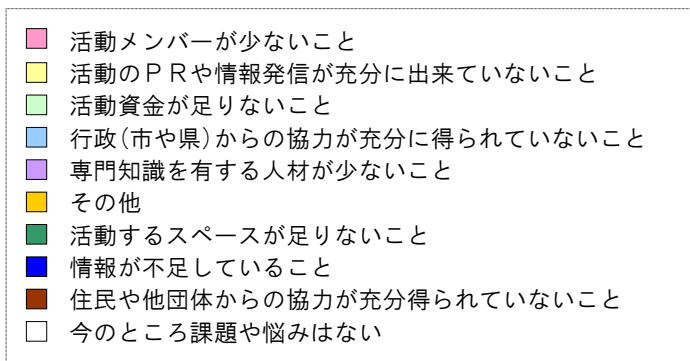 活動メンバーが少ないこと
活動のＰＲや情報発信が充分に出来ていないこと
活動資金が足りないこと
行政(市や県)からの協力が充分に得られていないこと
専門知識を有する人材が少ないこと
その他
活動するスペースが足りないこと
情報が不足していること
住民や他団体からの協力が充分得られていないこと
今のところ課題や悩みはない